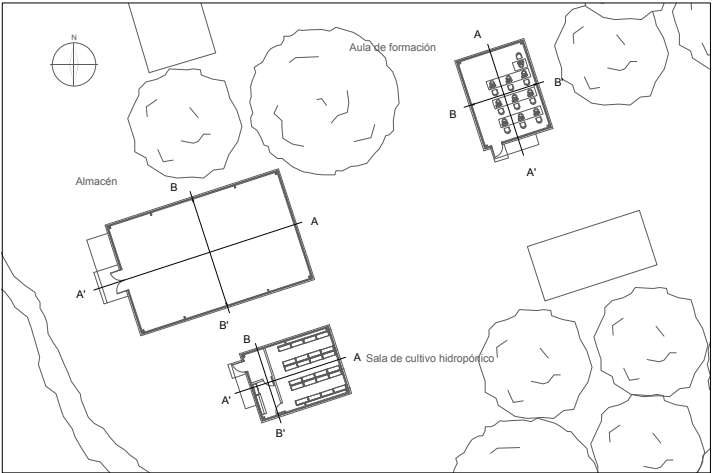 N
Aula de formación
A
B'
B
A'
Almacén
B
A
A'
B'
B
A Sala de cultivo hidropónico
A'
B'